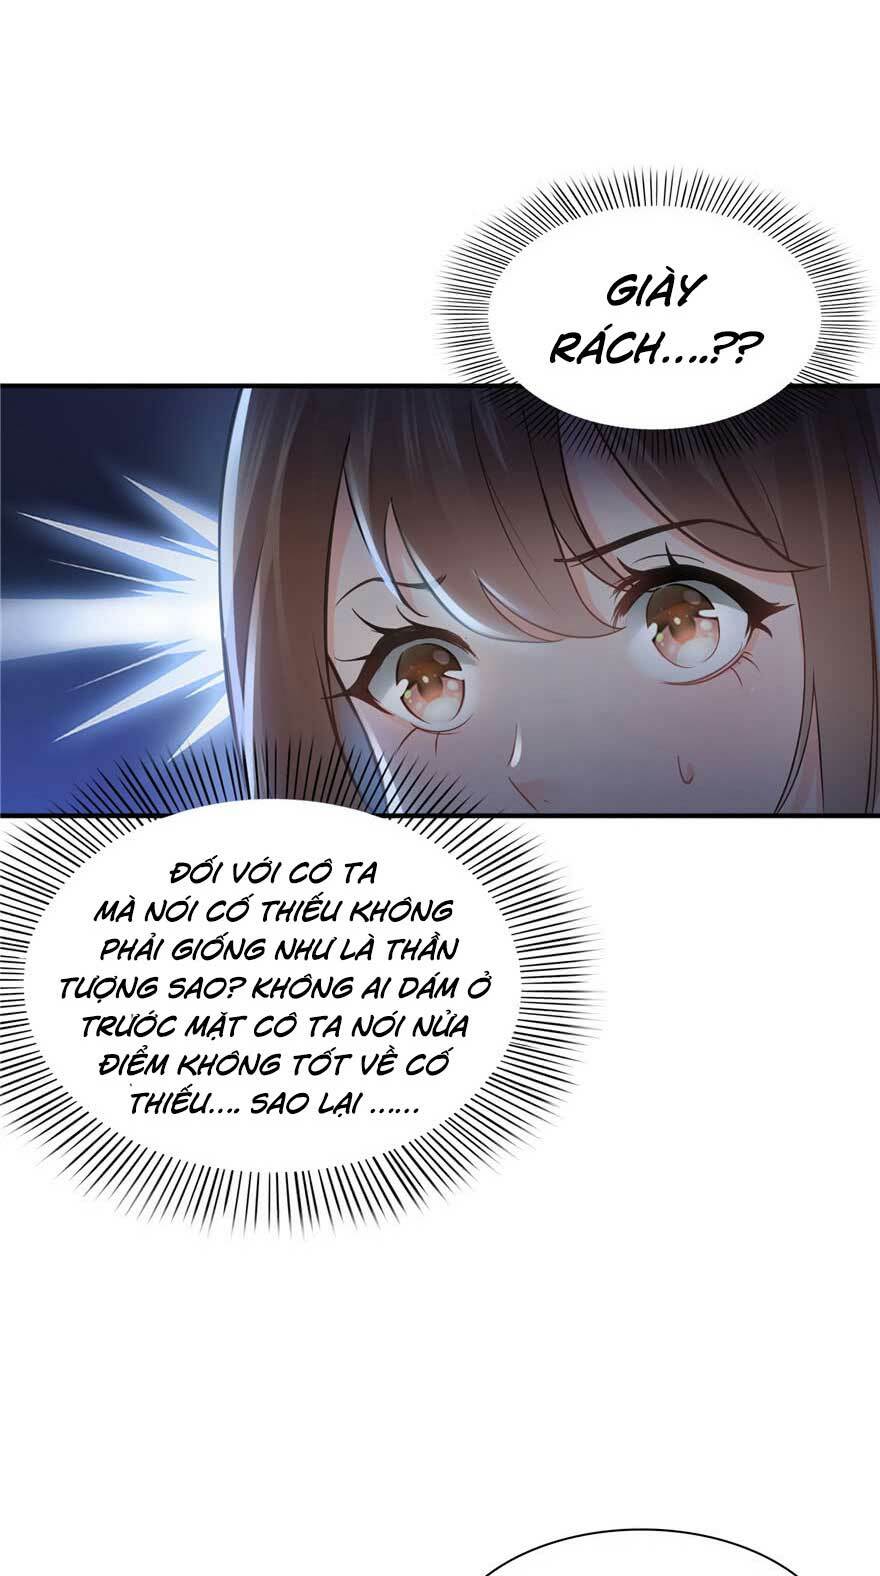 GIÀY
RÁCH.....??
ĐỐI VỚI CÔ TA
MÀ NÓI CỐ THIẾU KHÔNG
PHẢI GIỐNG NHƯ LÀ THẦN
TƯỢNG SAO? KHÔNG AI DÁM Ở
TRƯỚC MẶT CÔ TA NÓI NỬA
ĐIỂM KHÔNG TỐT VỀ CỐ
THIẾU.... SAO LẠI ......